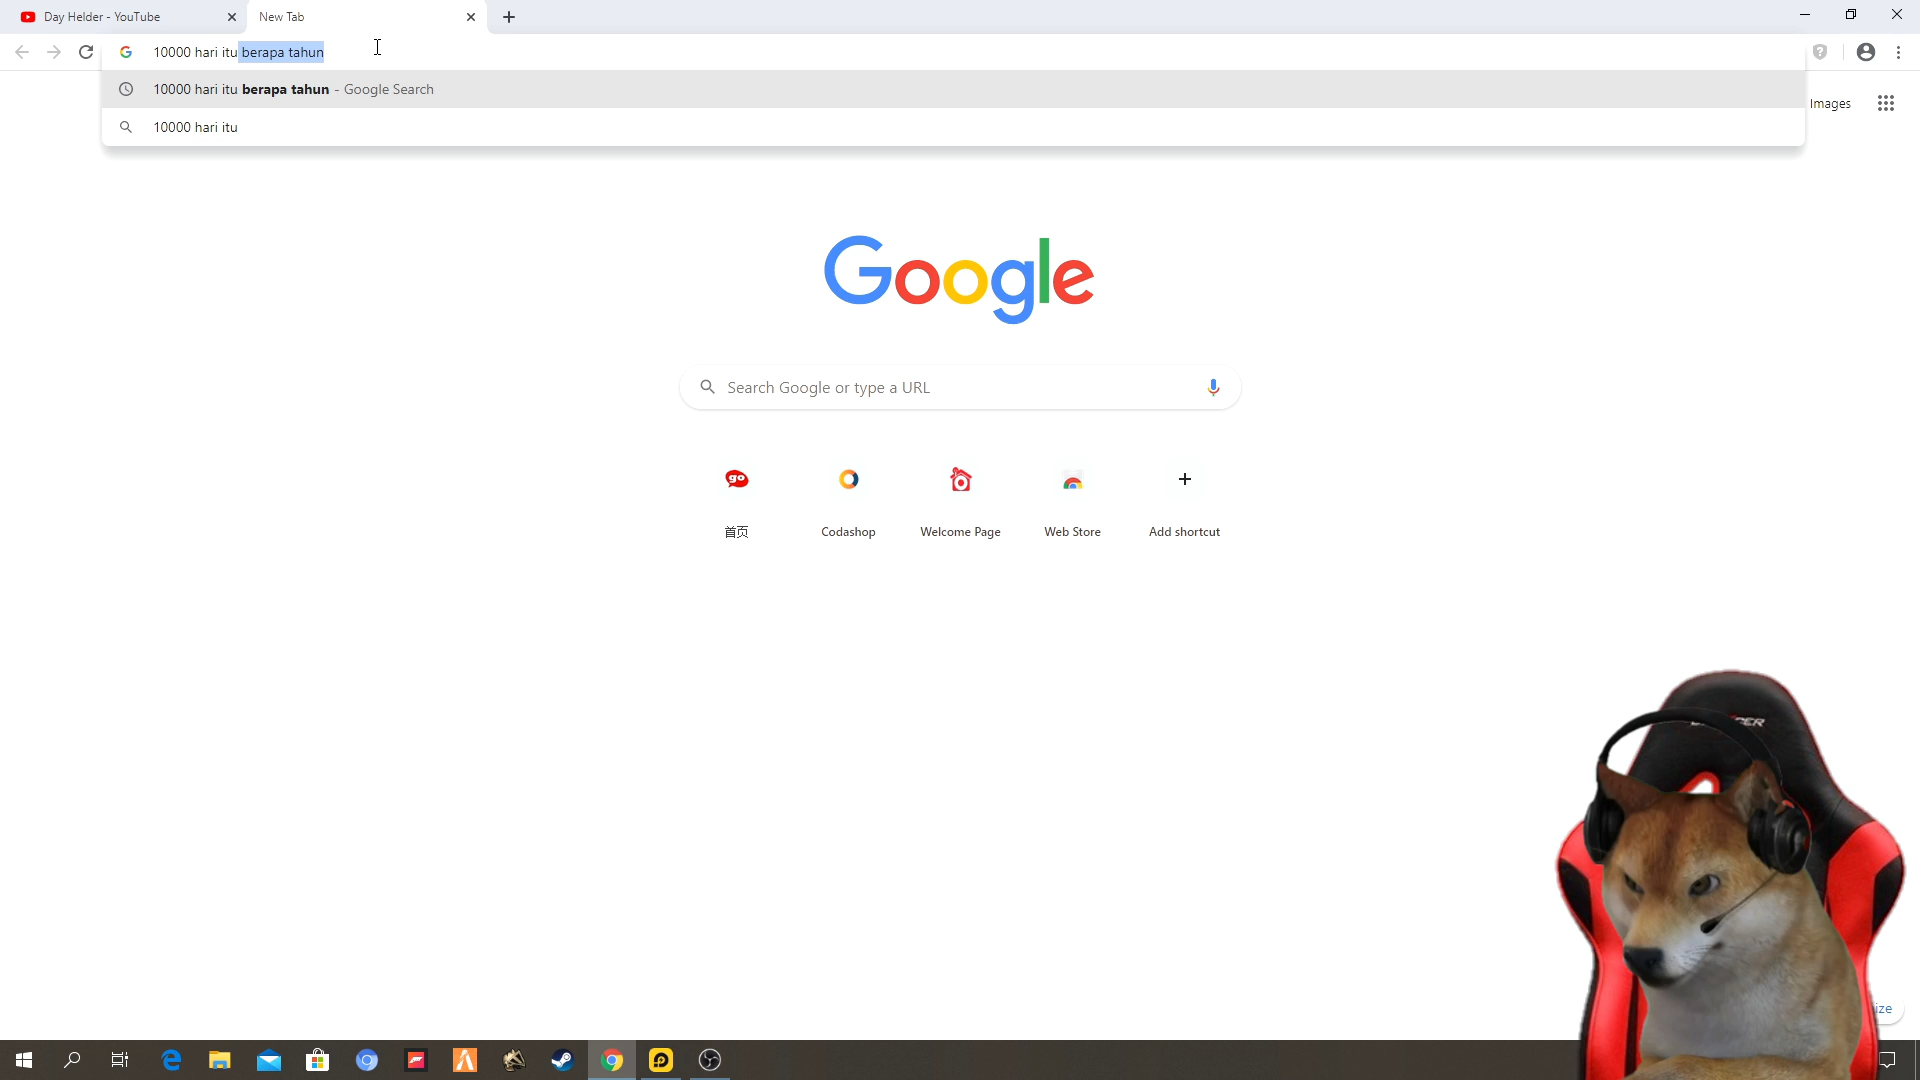 Day Helder - YouTube
New Tab
10000 hari itu berapa tahun
10000 hari itu berapa tahun - Google Search
10000 hari itu
Images
Google
Search Google or type a URL
go
首页
Codashop
Welcome Page
Web Store
Add shortcut